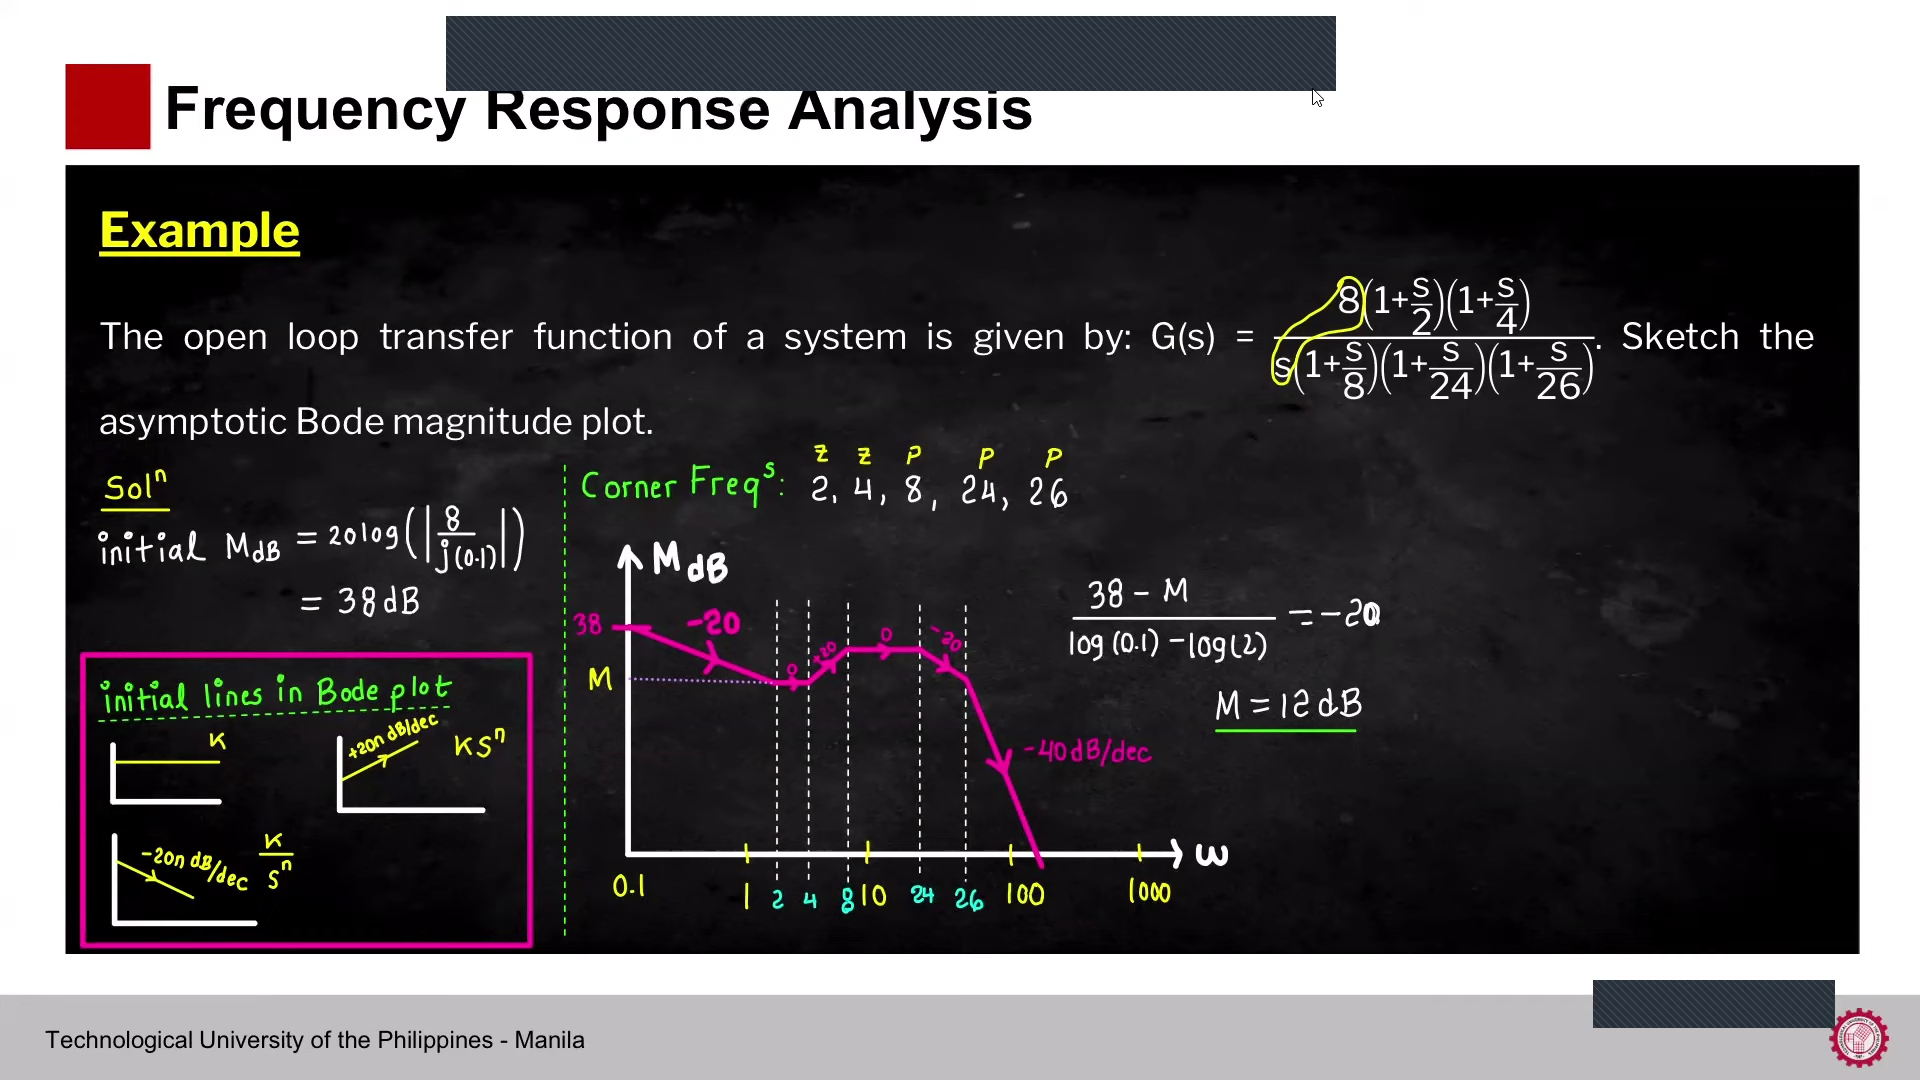 Frequency Response Analysis
Example
The open loop transfer function of a system is given by: G(s) = 8(1+s/2)(1+s/4) / s(1+s/8)(1+s/24)(1+s/26). Sketch the
asymptotic Bode magnitude plot.
Solⁿ
initial MdB = 20log(|8/j(0.1)|)
= 38dB
initial lines in Bode plot
K
+20n dB/dec
KSⁿ
-20n dB/dec
K/Sⁿ
Z Z P P P
Corner Freqˢ: 2, 4, 8, 24, 26
MdB
38
-20
0
+20
0
-20
M
-40dB/dec
ω
0.1 1 2 4 8 10 24 26 100 1000
38 - M / log(0.1) - log(2) = -20
M = 12dB
Technological University of the Philippines - Manila